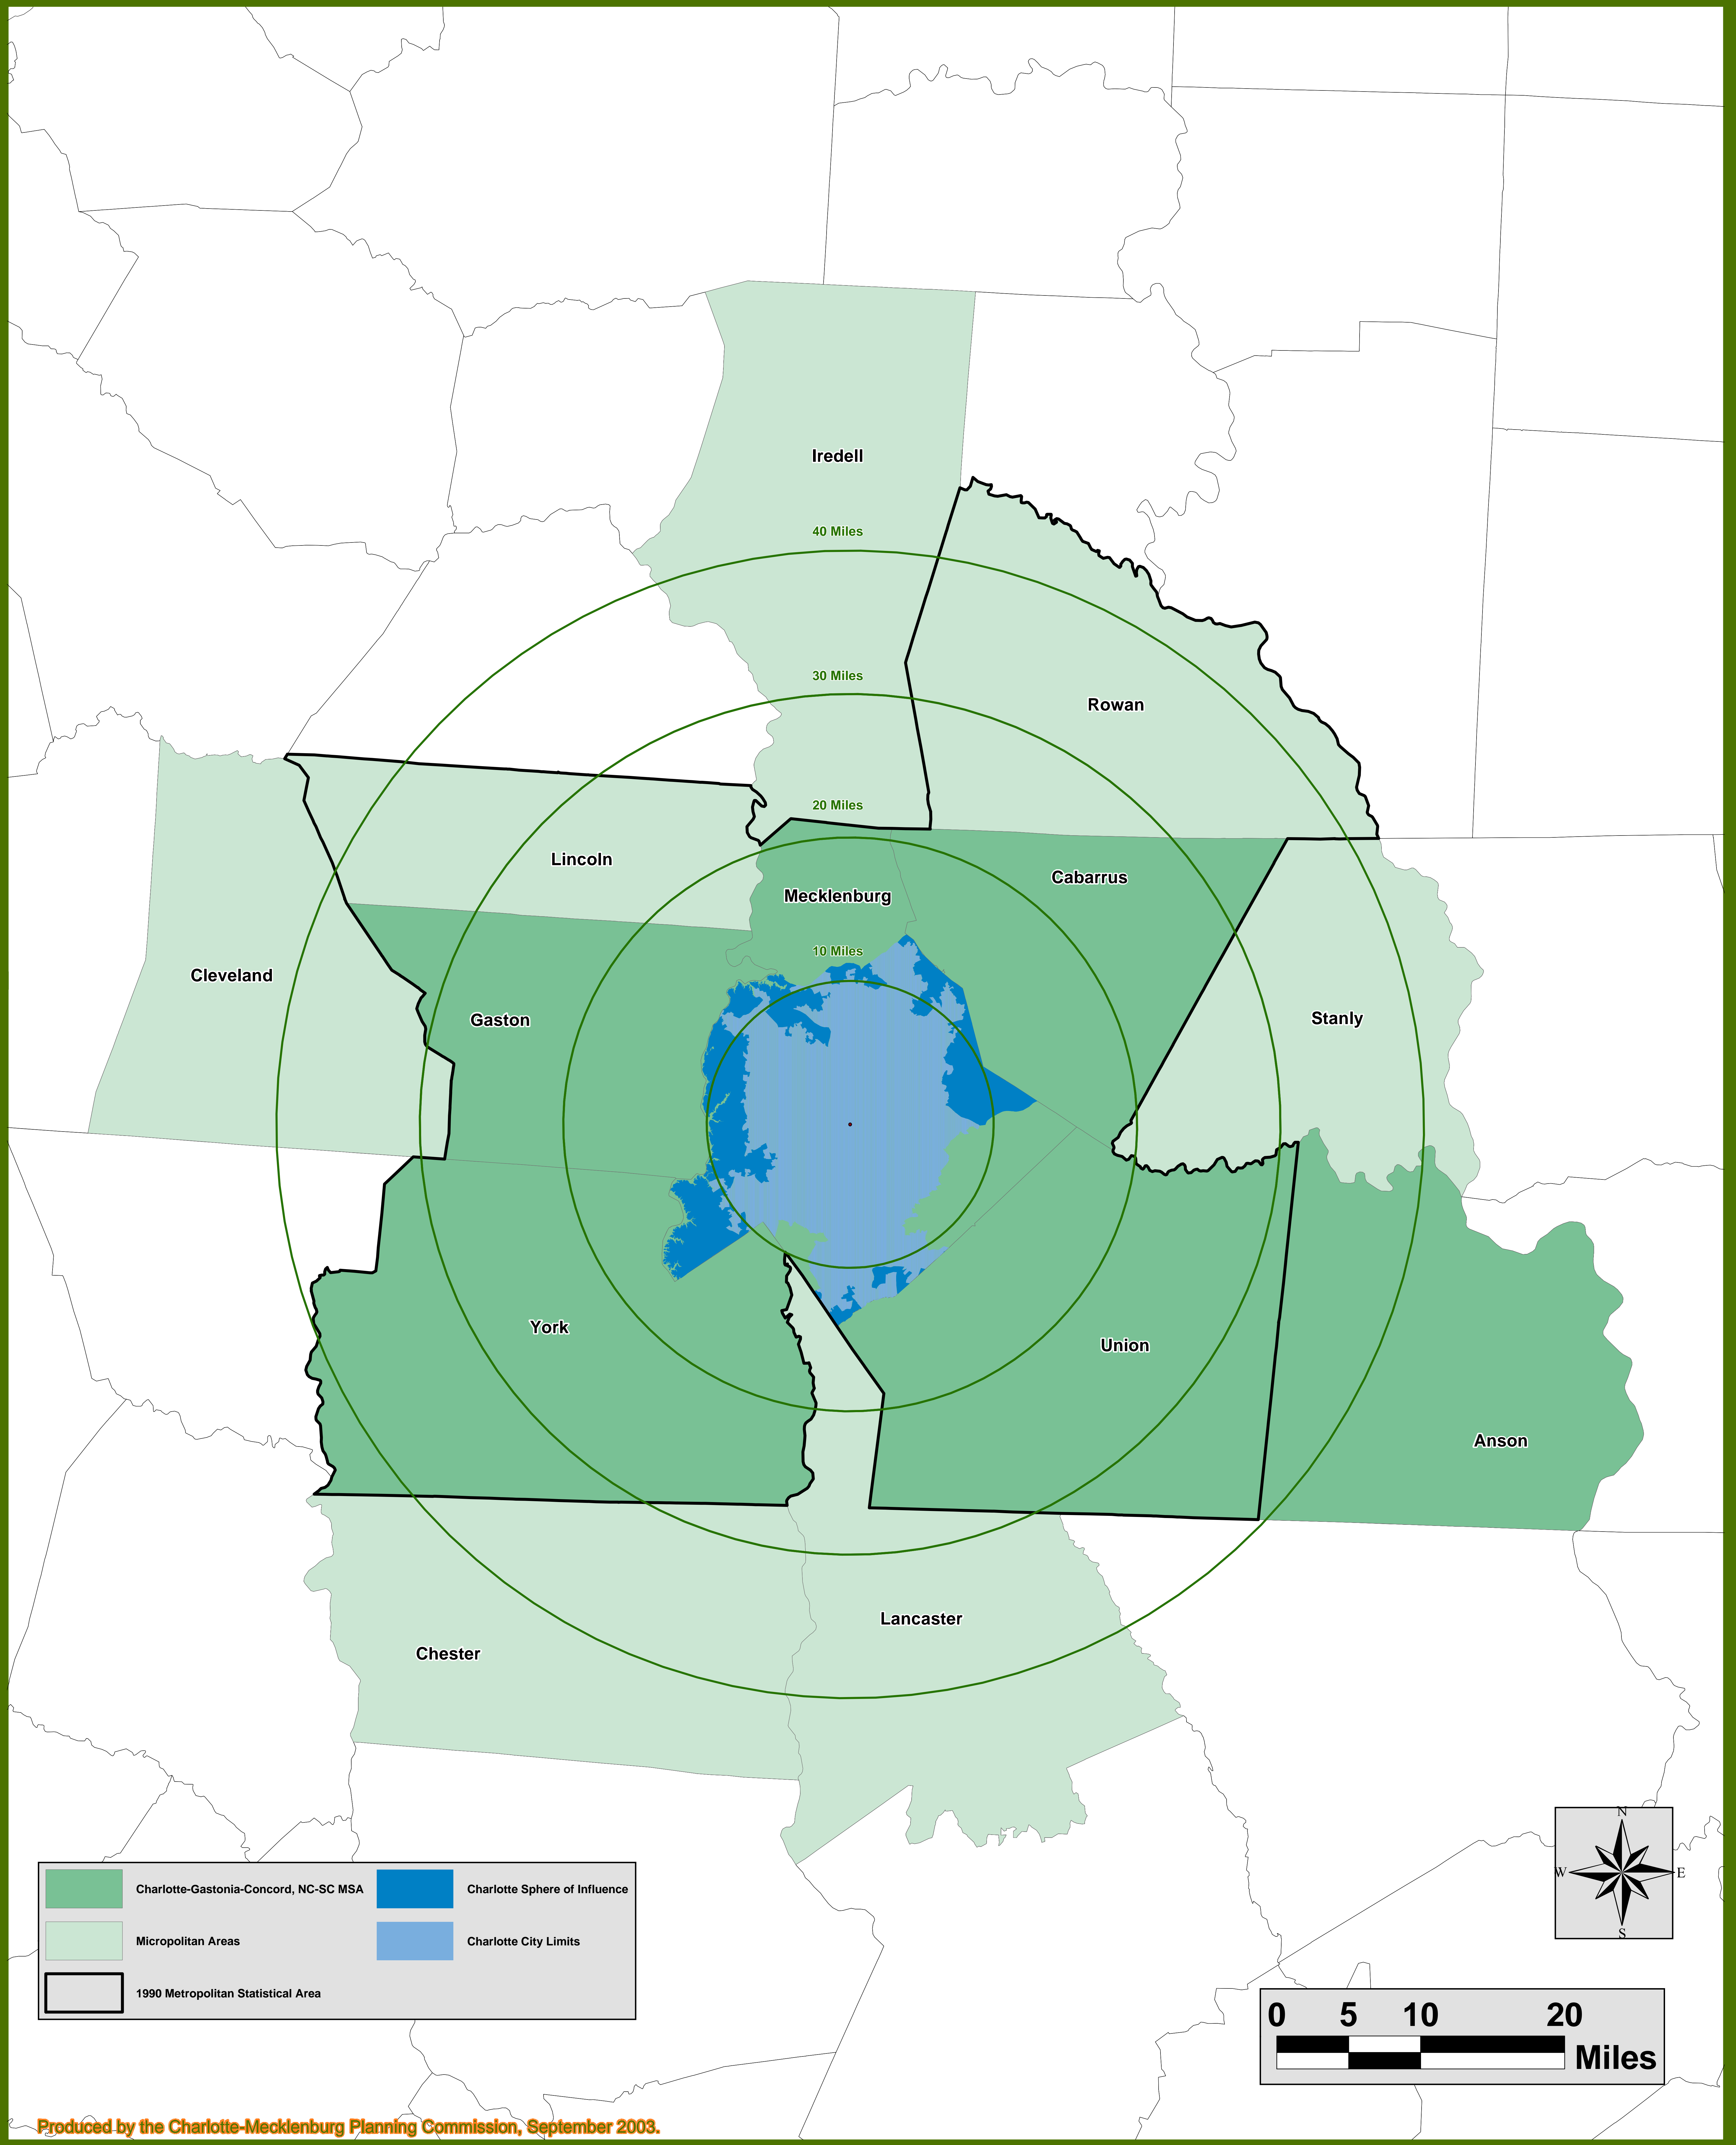 Iredell
40 Miles
30 Miles
Rowan
20 Miles
Lincoln
Cabarrus
Mecklenburg
10 Miles
Cleveland
Gaston
Stanly
York
Union
Anson
Lancaster
Chester
N
W E
S
Charlotte-Gastonia-Concord, NC-SC MSA
Charlotte Sphere of Influence
Micropolitan Areas
Charlotte City Limits
1990 Metropolitan Statistical Area
0 5 10 20
Miles
Produced by the Charlotte-Mecklenburg Planning Commission, September 2003.